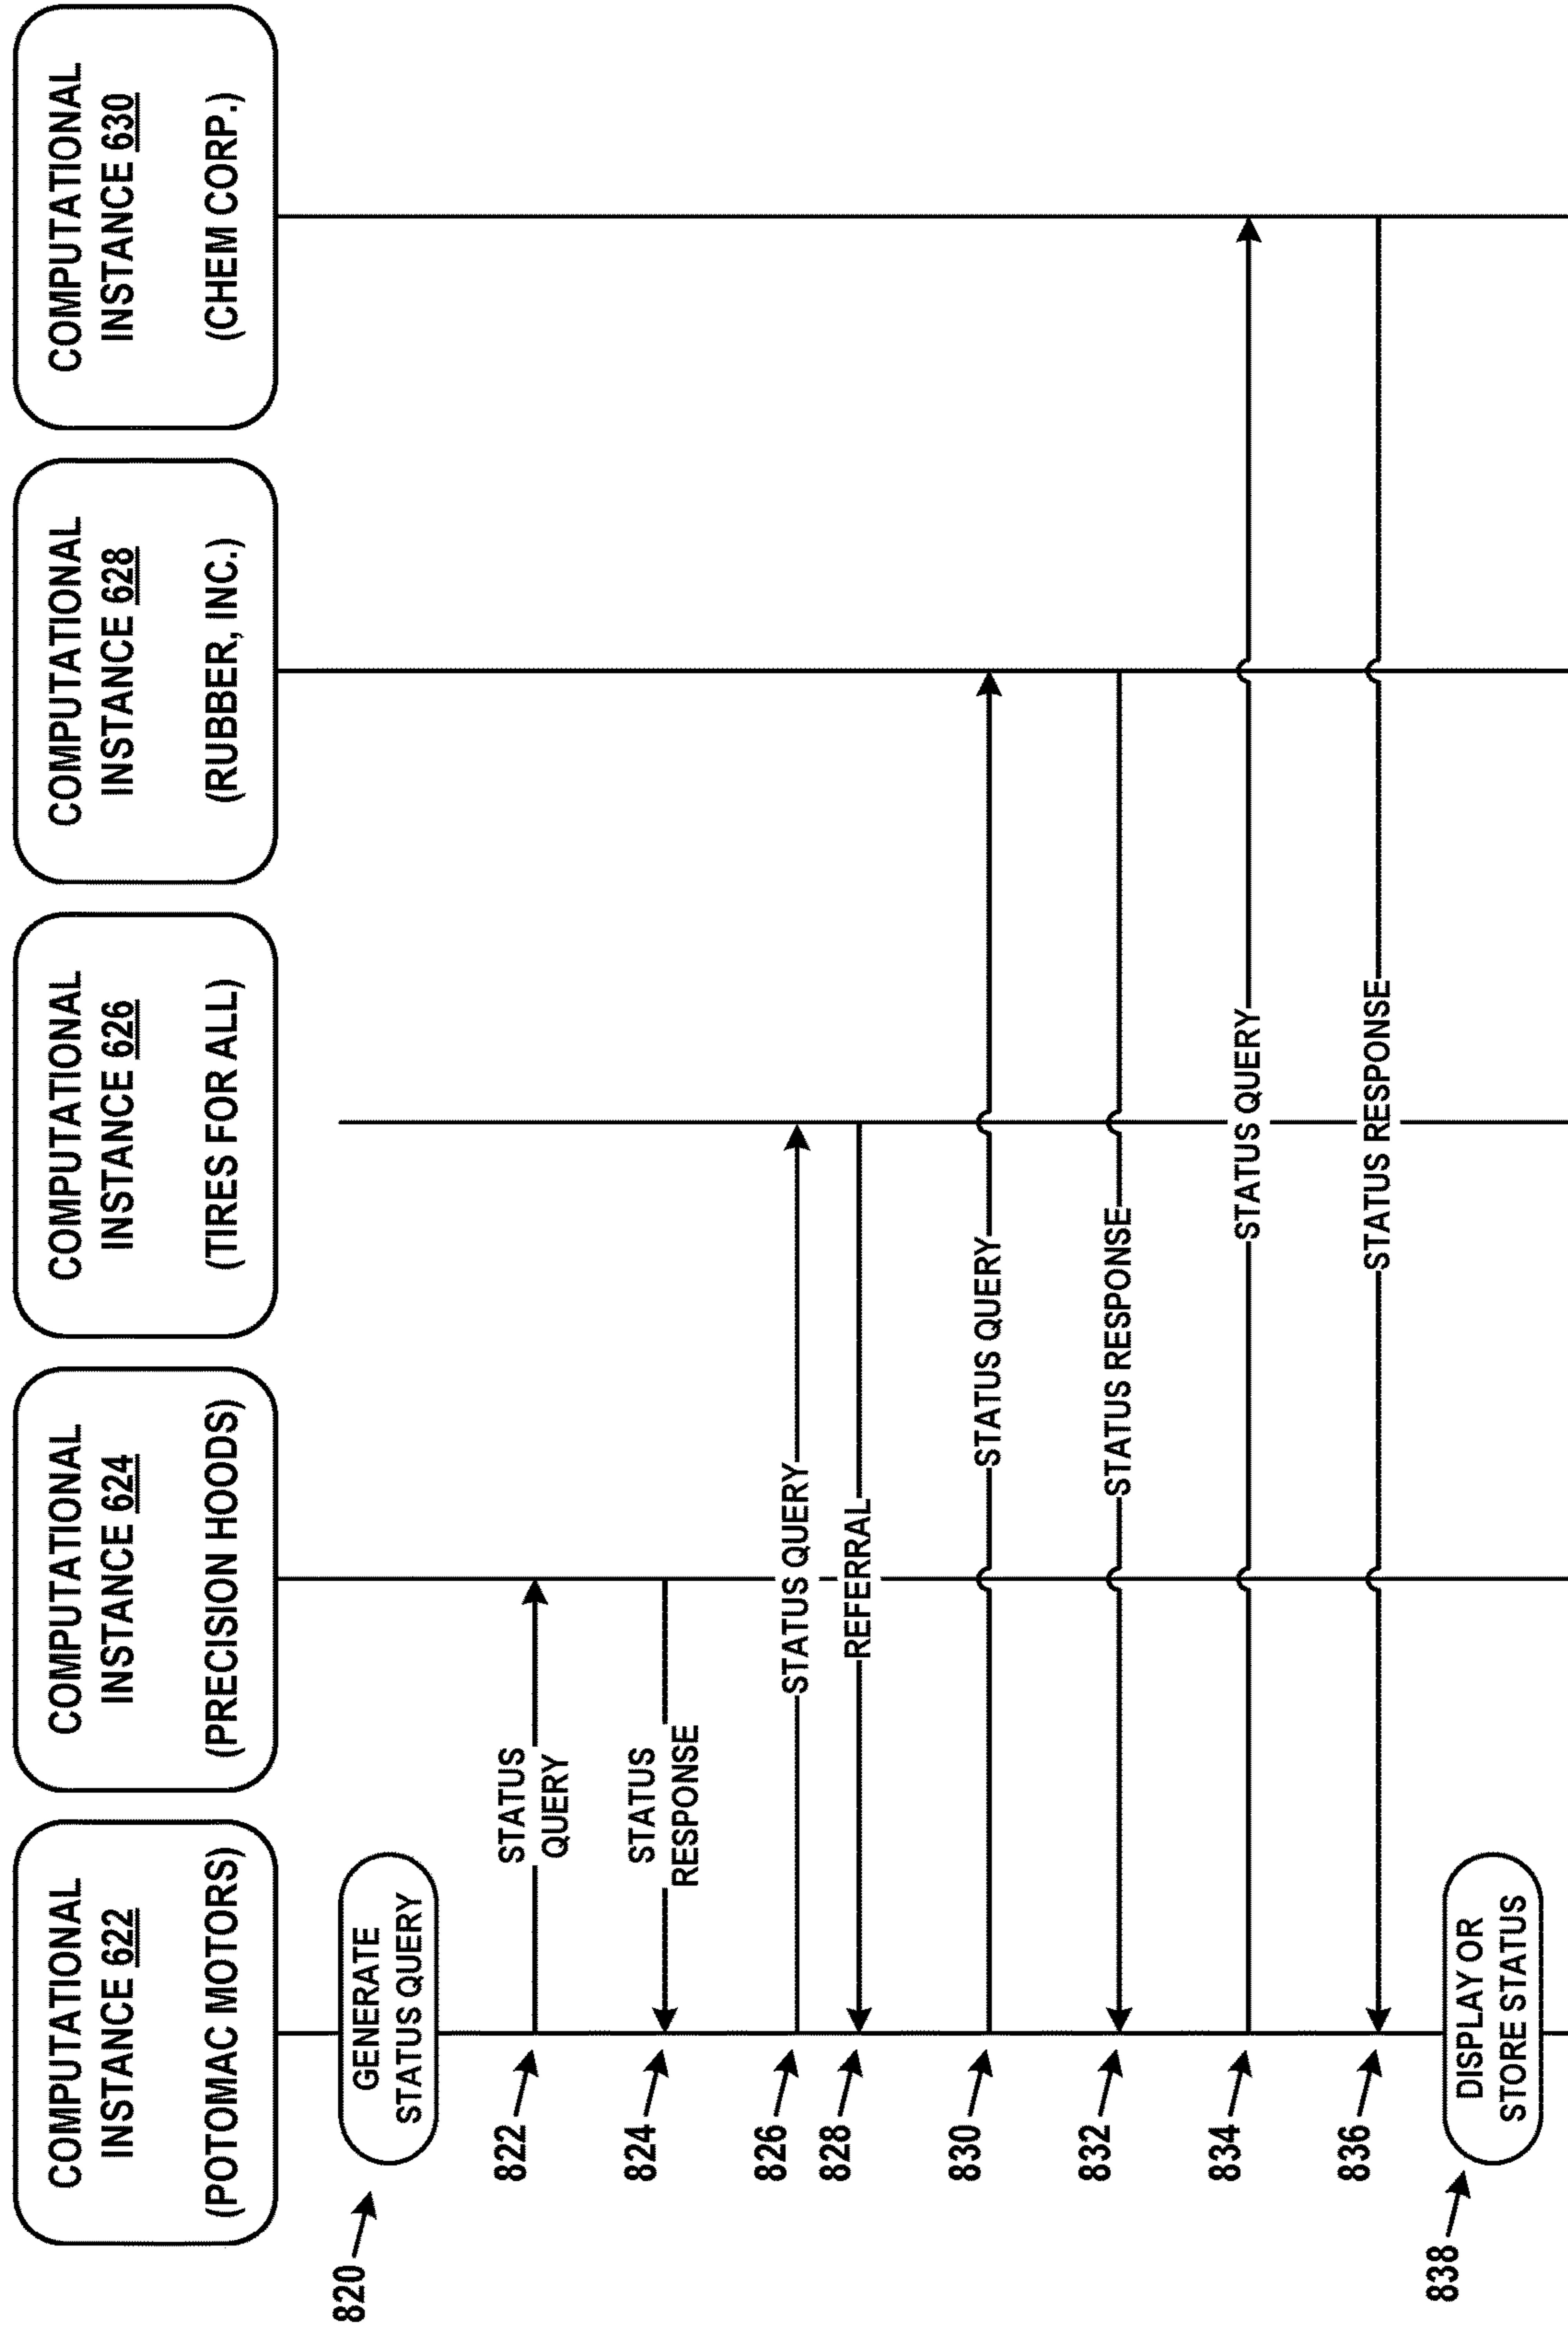 COMPUTATIONAL
INSTANCE 622
(POTOMAC MOTORS)
COMPUTATIONAL
INSTANCE 624
(PRECISION HOODS)
COMPUTATIONAL
INSTANCE 626
(TIRES FOR ALL)
COMPUTATIONAL
INSTANCE 628
(RUBBER, INC.)
COMPUTATIONAL
INSTANCE 630
(CHEM CORP.)
820
GENERATE
STATUS QUERY
822
STATUS
QUERY
824
STATUS
RESPONSE
826
STATUS QUERY
828
REFERRAL
830
STATUS QUERY
832
STATUS RESPONSE
834
STATUS QUERY
836
STATUS RESPONSE
838
DISPLAY OR
STORE STATUS